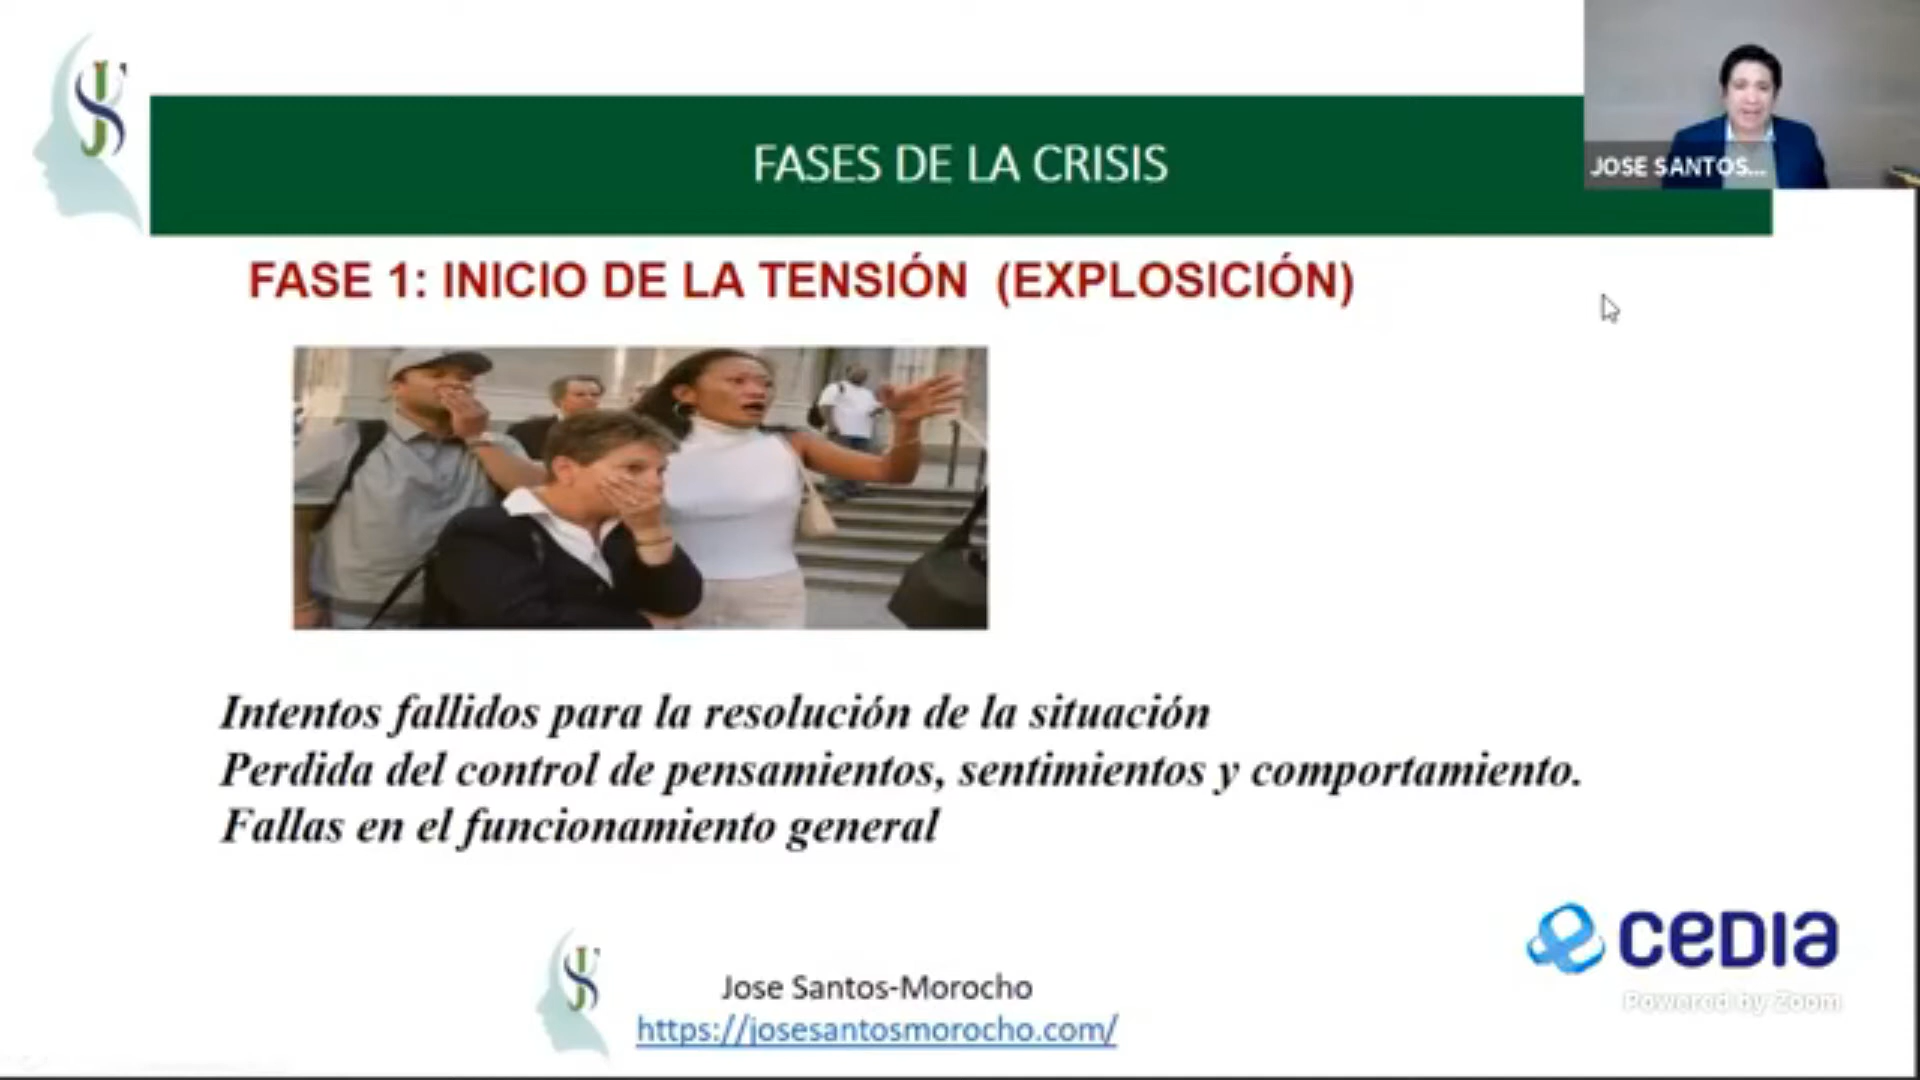 JS
FASES DE LA CRISIS
JOSE SANTOS...
FASE 1: INICIO DE LA TENSIÓN (EXPLOSICIÓN)
Intentos fallidos para la resolución de la situación
Perdida del control de pensamientos, sentimientos y comportamiento.
Fallas en el funcionamiento general
cedia
Powered by Zoom
JS
Jose Santos-Morocho
https://josesantosmorocho.com/